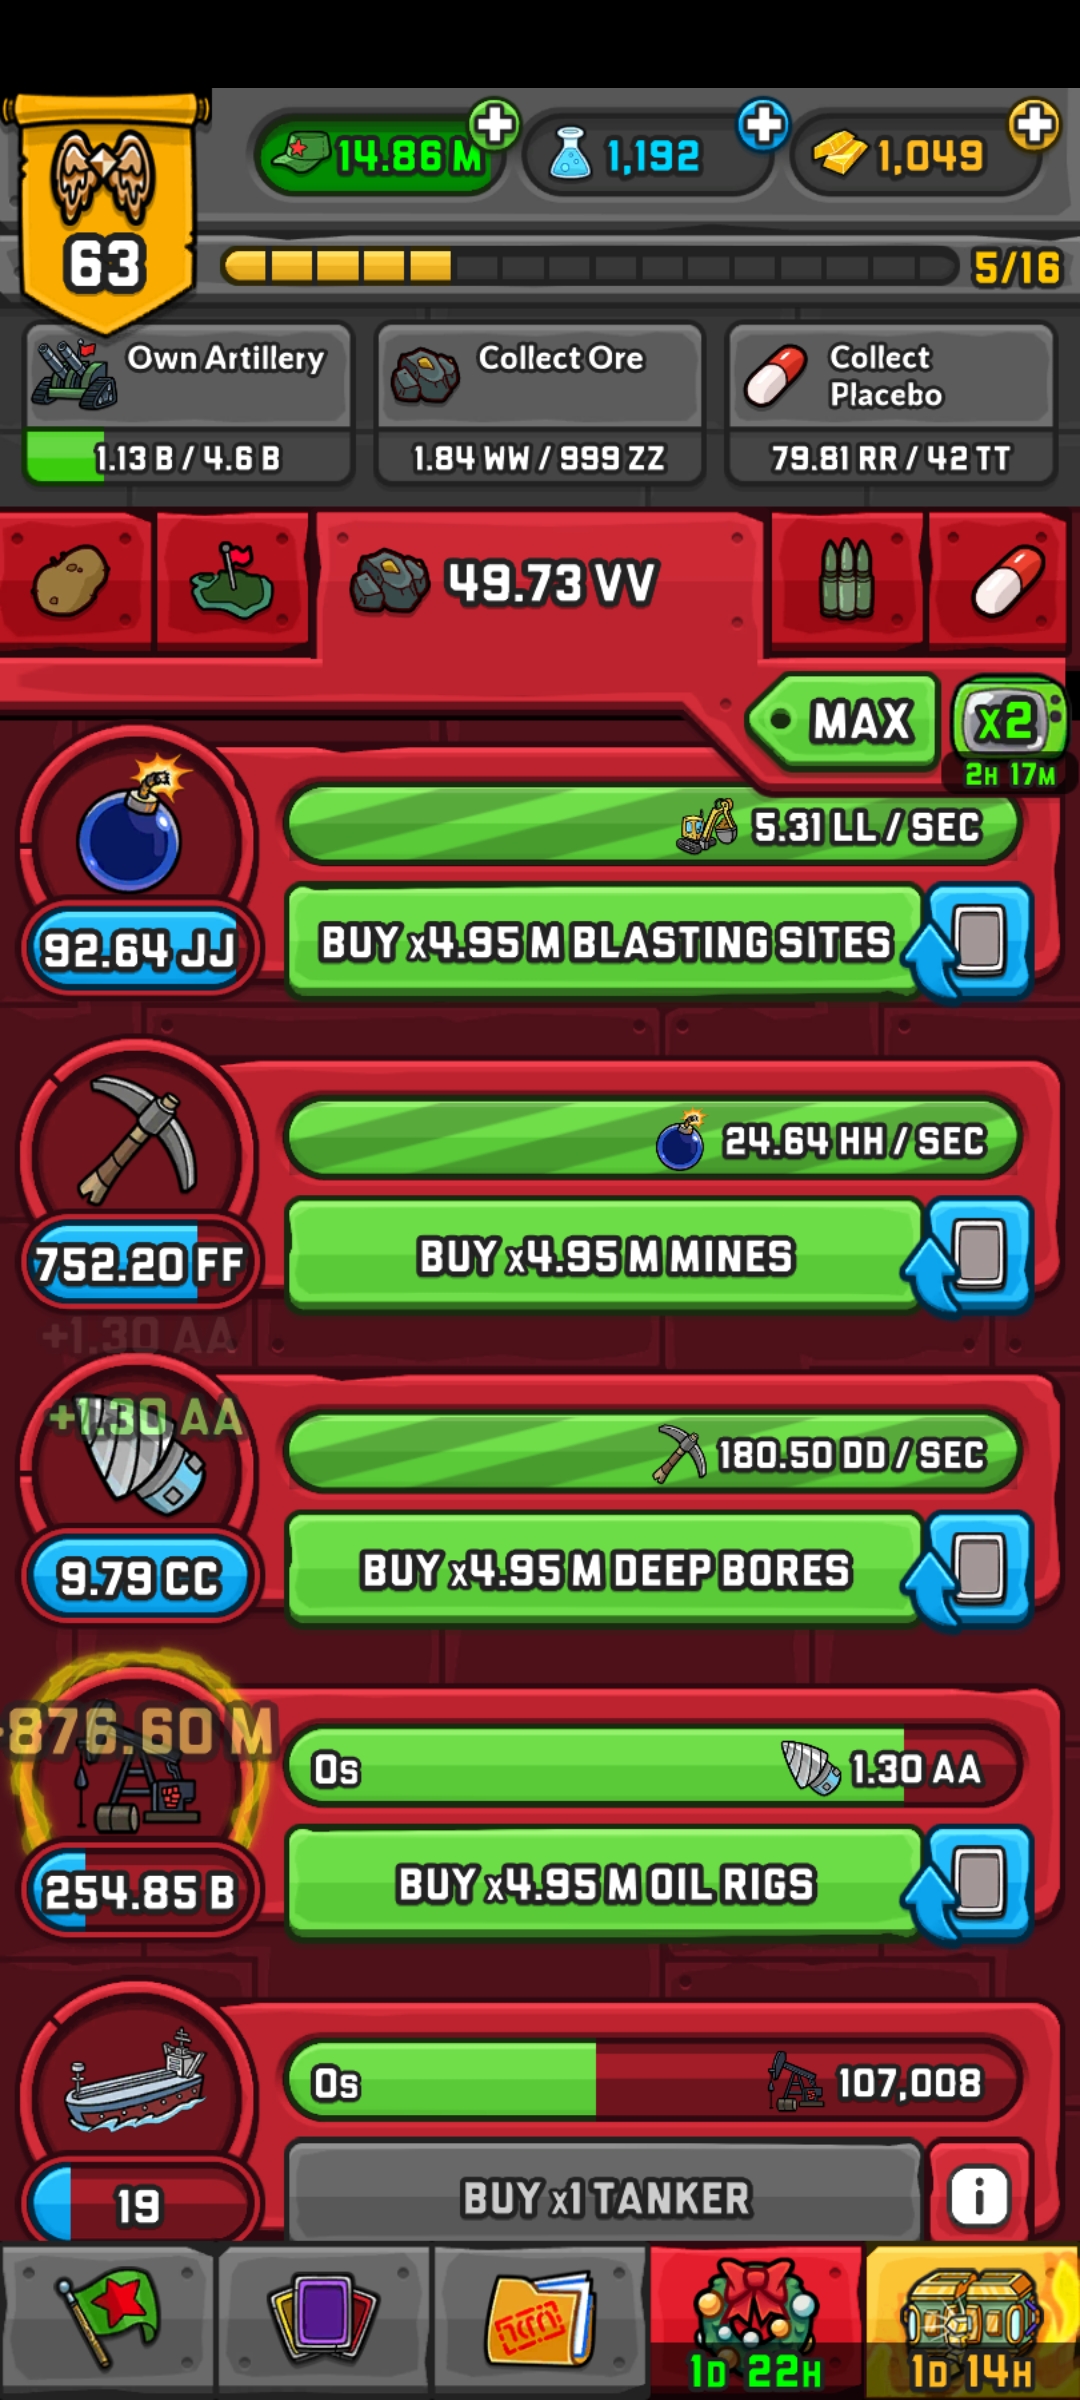 63
14.86 M
1,192
1,049
5/16
Own Artillery
1.13 B / 4.6 B
Collect Ore
1.84 WW / 999 ZZ
Collect
Placebo
79.81 RR / 42 TT
49.73 VV
MAX
x2
2H 17M
5.31 LL / SEC
92.64 JJ
BUY x4.95 M BLASTING SITES
24.64 HH / SEC
752.20 FF
BUY x4.95 M MINES
+1.30 AA
+1.30 AA
180.50 DD / SEC
9.79 CC
BUY x4.95 M DEEP BORES
+876.60 M
0s
1.30 AA
254.85 B
BUY x4.95 M OIL RIGS
0s
107,008
19
BUY x1 TANKER
i
1D 22H
1D 14H